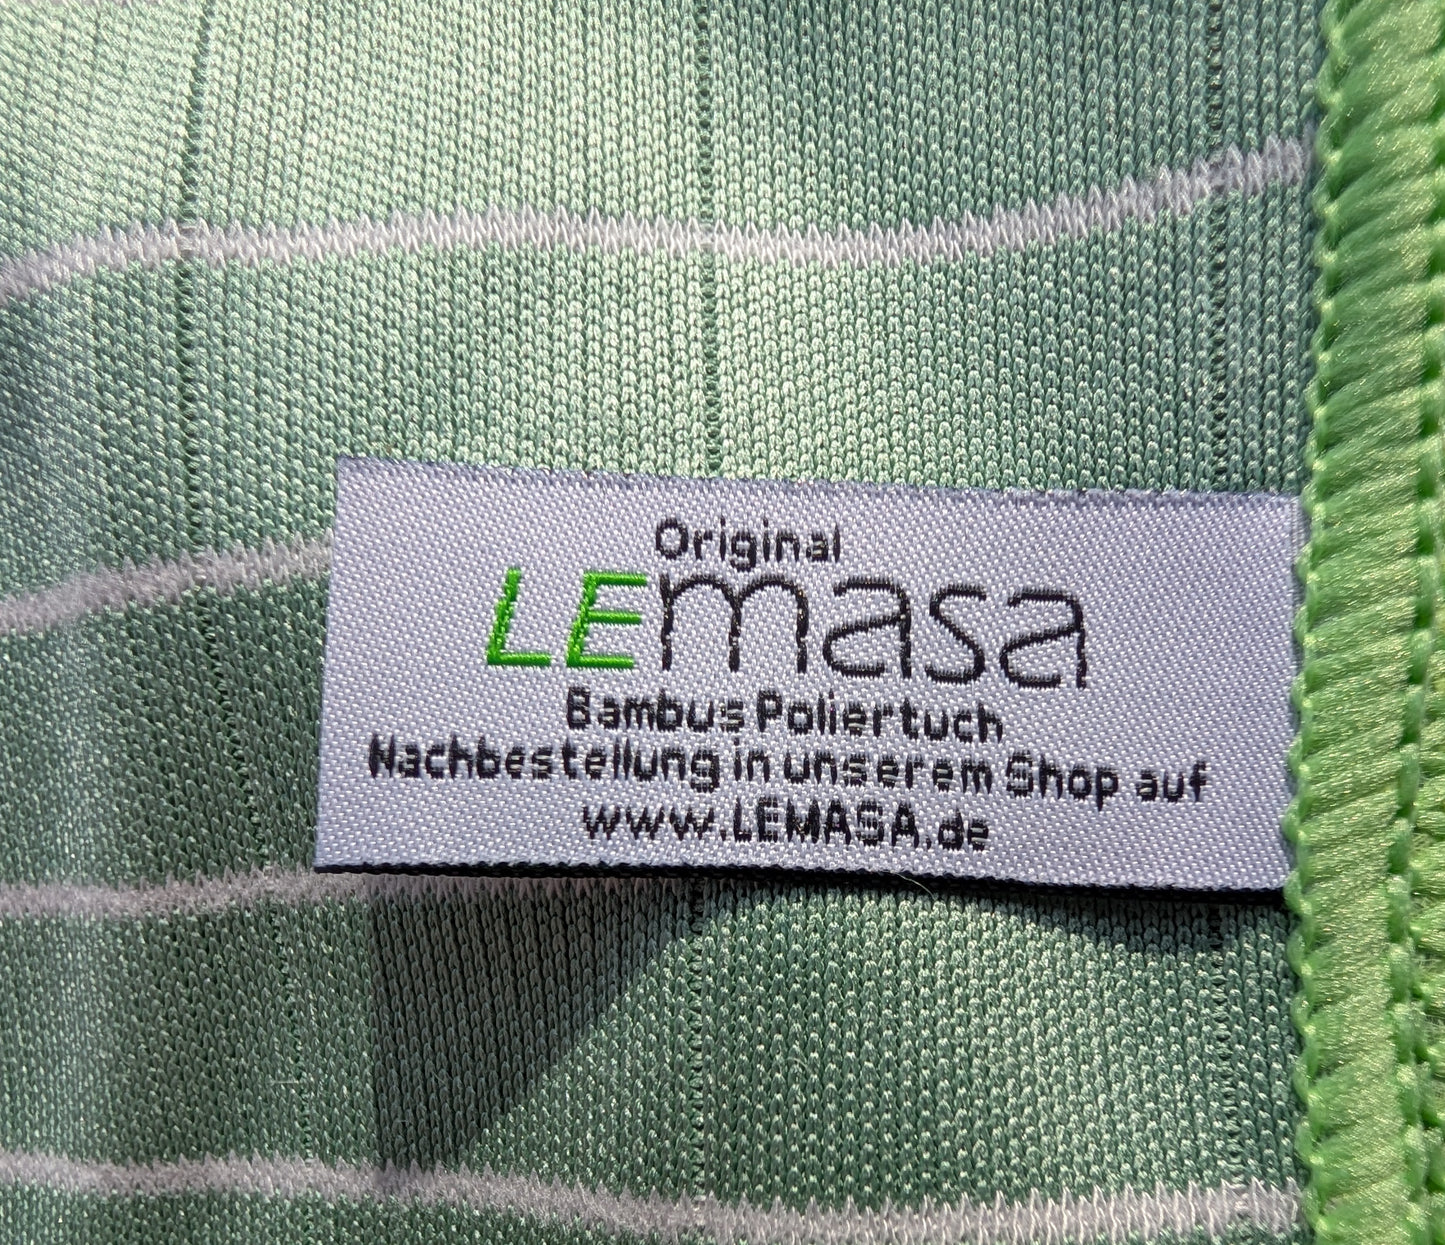 Original
LEmasa
Bambus Poliertuch
Nachbestellung in unserem Shop auf
www.LEMASA.de